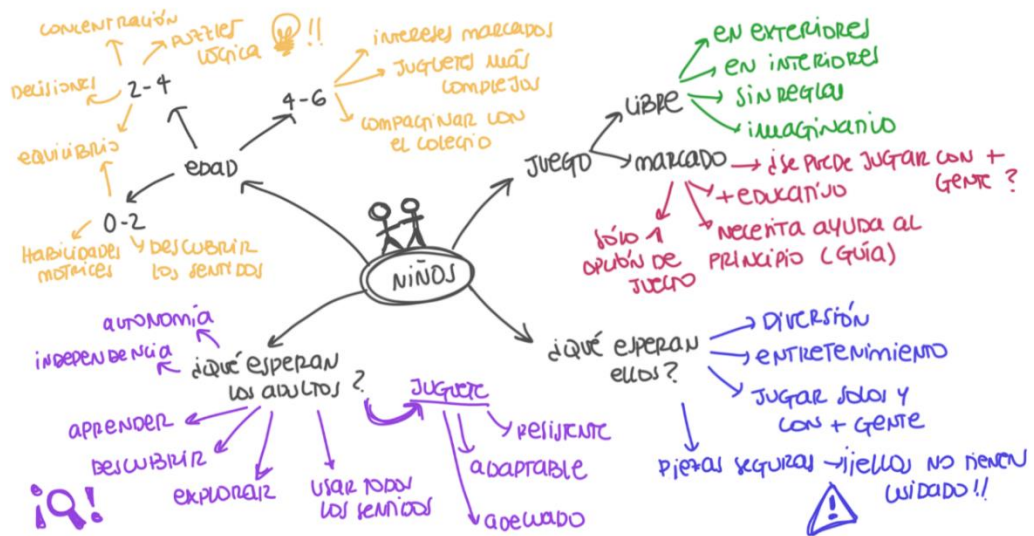 CONCENTRACIÓN
PUZZLES
LÓGICA !!
DECISIONES
2-4
EQUILIBRIO
EDAD
0-2
HABILIDADES
MOTRICES
Y DESCUBRIR
LOS SENTIDOS
4-6
INTERESES MARCADOS
JUGUETES MÁS
COMPLEJOS
COMPAGINAR CON
EL COLEGIO
NIÑOS
JUEGO
LIBRE
EN EXTERIORES
EN INTERIORES
SIN REGLAS
IMAGINARIO
MARCADO
¿SE PUEDE JUGAR CON +
GENTE?
+ EDUCATIVO
NECESITA AYUDA AL
PRINCIPIO (GUÍA)
SÓLO 1
OPCIÓN DE
JUEGO
¿QUÉ ESPERAN
LOS ADULTOS?
AUTONOMÍA
INDEPENDENCIA
APRENDER
DESCUBRIR
EXPLORAR
USAR TODOS
LOS SENTIDOS
JUGUETE
RESISTENTE
ADAPTABLE
ADECUADO
¿QUÉ ESPERAN
ELLOS?
DIVERSIÓN
ENTRETENIMIENTO
JUGAR SOLOS Y
CON + GENTE
PIEZAS SEGURAS → ¡¡ELLOS NO TIENEN
CUIDADO!!